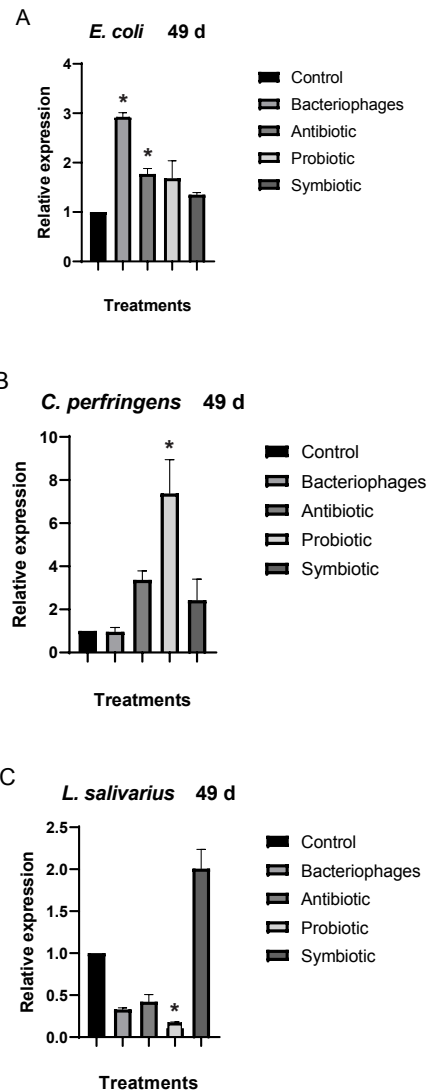 A
E. coli 49 d
Relative expression
4
3
2
1
0
*
*
Treatments
Control
Bacteriophages
Antibiotic
Probiotic
Symbiotic
B
C. perfringens 49 d
Relative expression
10
8
6
4
2
0
*
Treatments
Control
Bacteriophages
Antibiotic
Probiotic
Symbiotic
C
L. salivarius 49 d
Relative expression
2.5
2.0
1.5
1.0
0.5
0.0
*
Treatments
Control
Bacteriophages
Antibiotic
Probiotic
Symbiotic